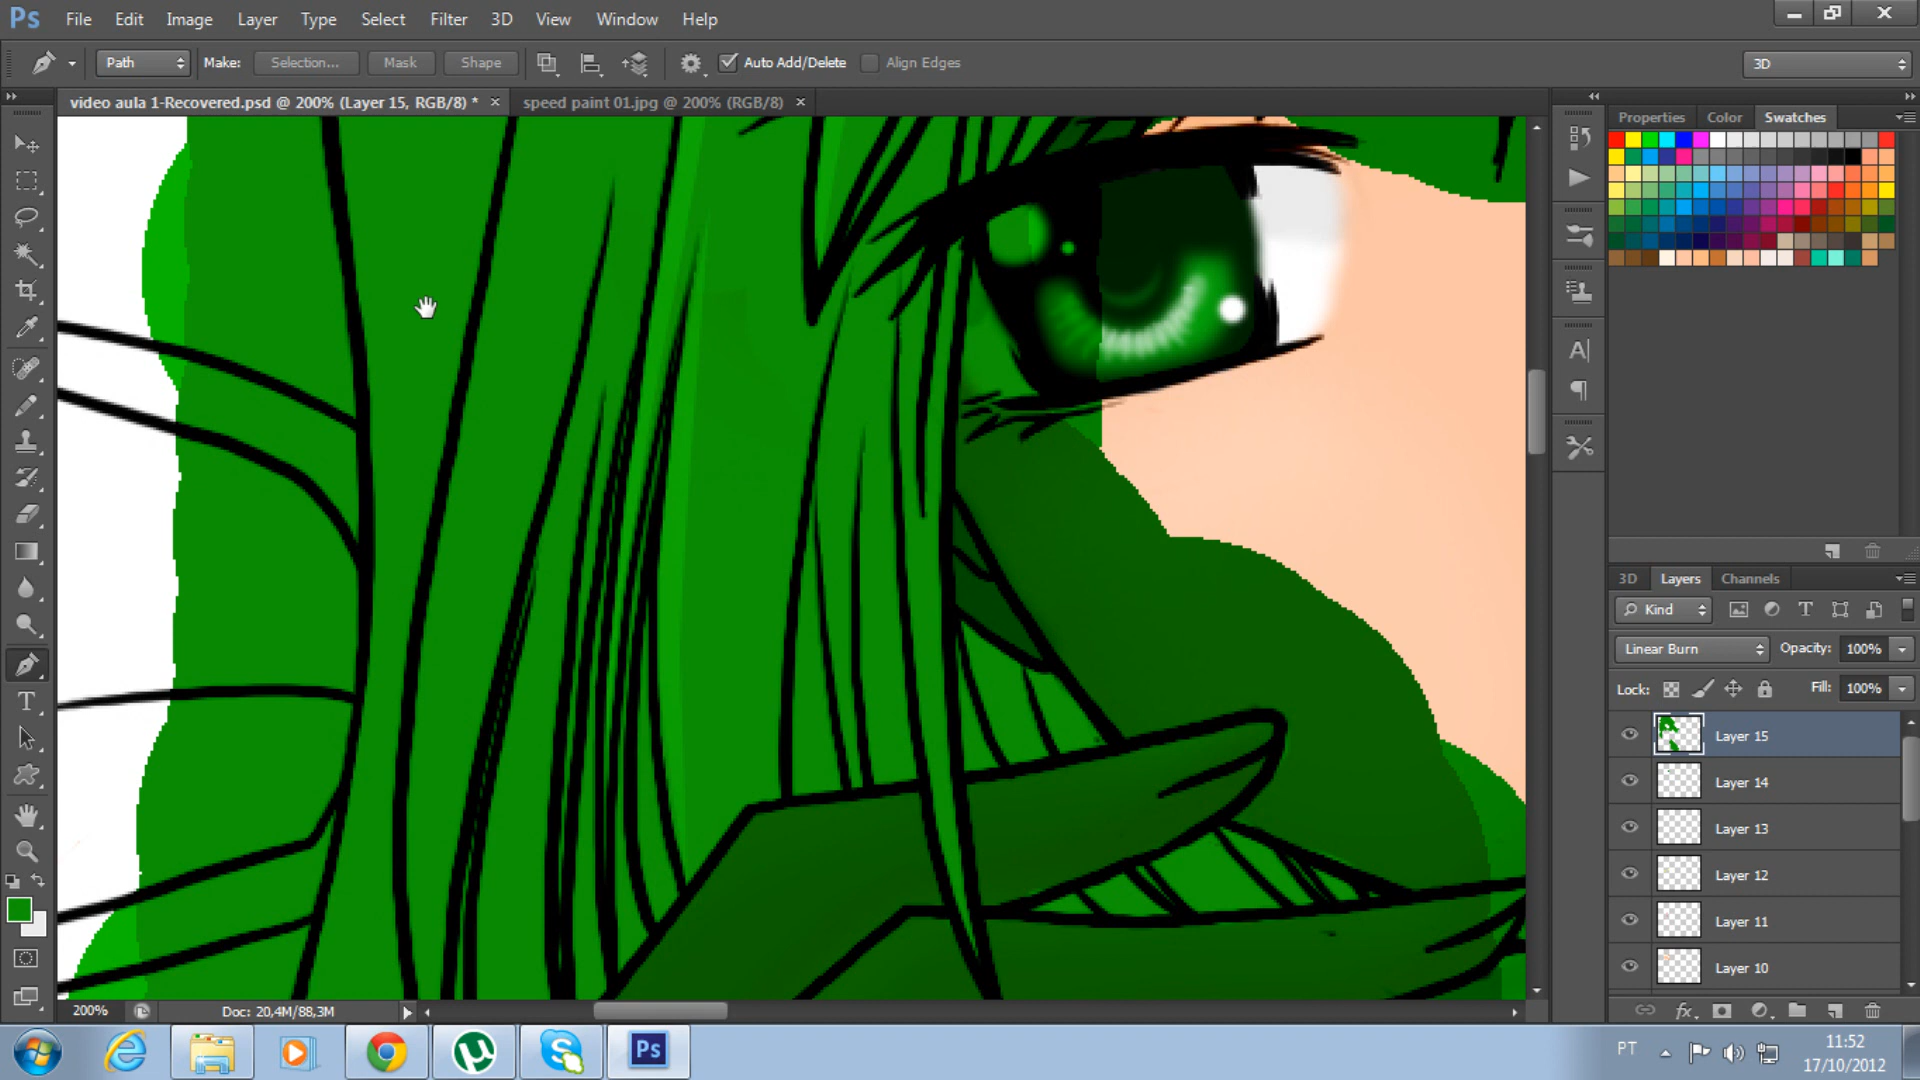 Ps File Edit Image Layer Type Select Filter 3D View Window Help
Path Make: Selection... Mask Shape Auto Add/Delete Align Edges 3D
video aula 1-Recovered.psd @ 200% (Layer 15, RGB/8) * × speed paint 01.jpg @ 200% (RGB/8) ×
Properties Color Swatches
3D Layers Channels
Kind
Linear Burn Opacity: 100%
Lock: Fill: 100%
Layer 15
Layer 14
Layer 13
Layer 12
Layer 11
Layer 10
200% Doc: 20,4M/88,3M
Ps
PT
11:52
17/10/2012